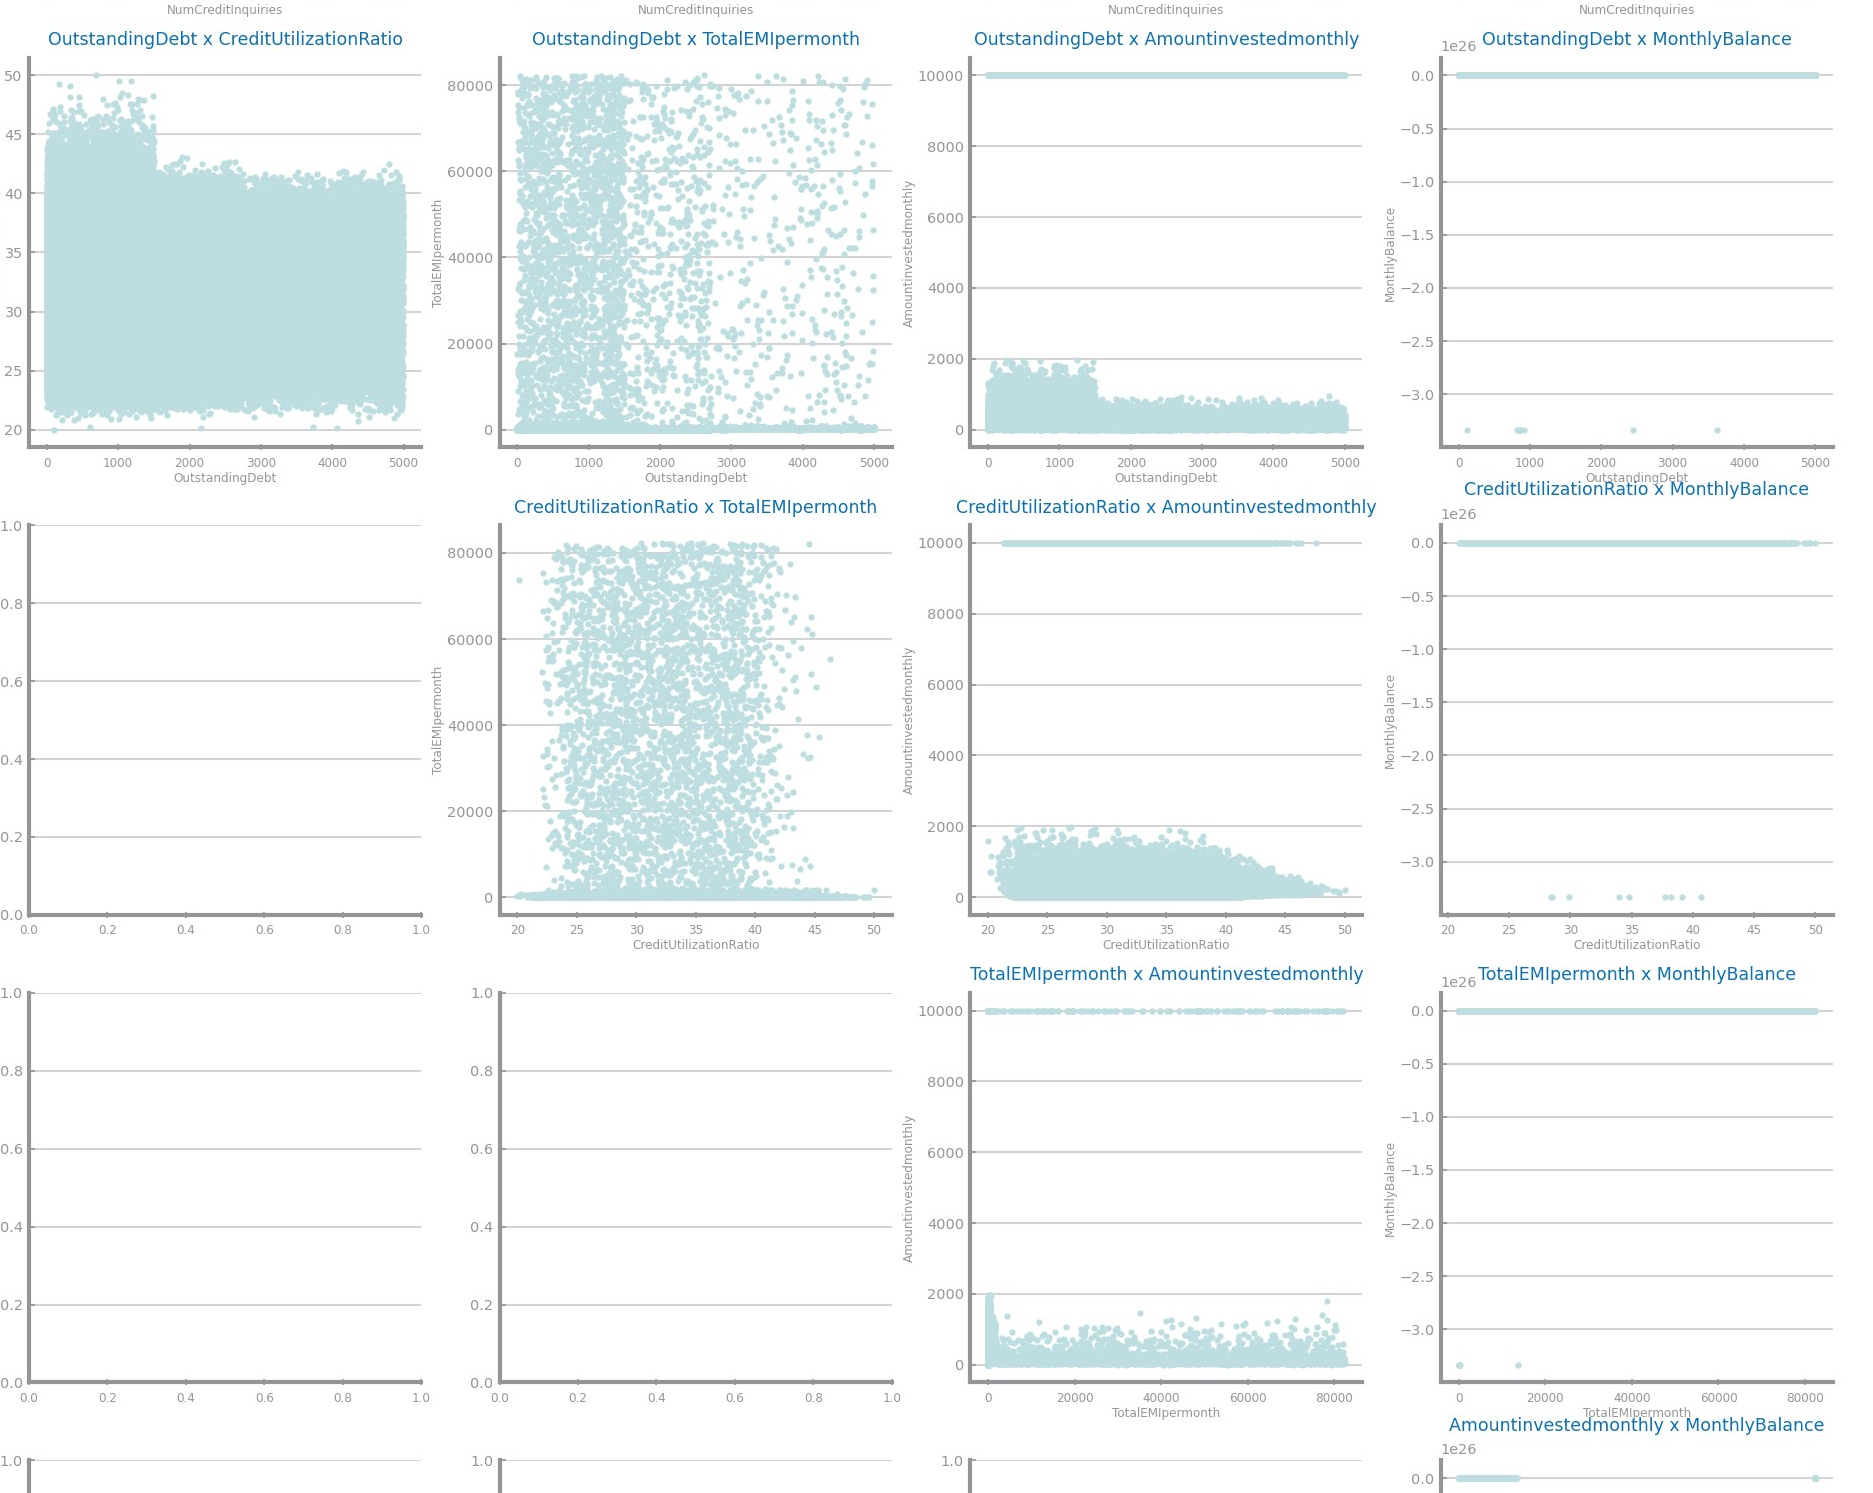 NumCreditInquiries NumCreditInquiries NumCreditInquiries NumCreditInquiries
OutstandingDebt x CreditUtilizationRatio
50
45
40
35
30
25
20
0 1000 2000 3000 4000 5000
OutstandingDebt
OutstandingDebt x TotalEMIpermonth
TotalEMIpermonth
80000
60000
40000
20000
0
0 1000 2000 3000 4000 5000
OutstandingDebt
OutstandingDebt x Amountinvestedmonthly
Amountinvestedmonthly
10000
8000
6000
4000
2000
0
0 1000 2000 3000 4000 5000
OutstandingDebt
OutstandingDebt x MonthlyBalance
1e26
MonthlyBalance
0.0
−0.5
−1.0
−1.5
−2.0
−2.5
−3.0
0 1000 2000 3000 4000 5000
OutstandingDebt
1.0
0.8
0.6
0.4
0.2
0.0
0.0 0.2 0.4 0.6 0.8 1.0
CreditUtilizationRatio x TotalEMIpermonth
TotalEMIpermonth
80000
60000
40000
20000
0
20 25 30 35 40 45 50
CreditUtilizationRatio
CreditUtilizationRatio x Amountinvestedmonthly
Amountinvestedmonthly
10000
8000
6000
4000
2000
0
20 25 30 35 40 45 50
CreditUtilizationRatio
CreditUtilizationRatio x MonthlyBalance
1e26
MonthlyBalance
0.0
−0.5
−1.0
−1.5
−2.0
−2.5
−3.0
20 25 30 35 40 45 50
CreditUtilizationRatio
1.0
0.8
0.6
0.4
0.2
0.0
0.0 0.2 0.4 0.6 0.8 1.0
1.0
0.8
0.6
0.4
0.2
0.0
0.0 0.2 0.4 0.6 0.8 1.0
TotalEMIpermonth x Amountinvestedmonthly
Amountinvestedmonthly
10000
8000
6000
4000
2000
0
0 20000 40000 60000 80000
TotalEMIpermonth
TotalEMIpermonth x MonthlyBalance
1e26
MonthlyBalance
0.0
−0.5
−1.0
−1.5
−2.0
−2.5
−3.0
0 20000 40000 60000 80000
TotalEMIpermonth
1.0
1.0
1.0
Amountinvestedmonthly x MonthlyBalance
1e26
0.0